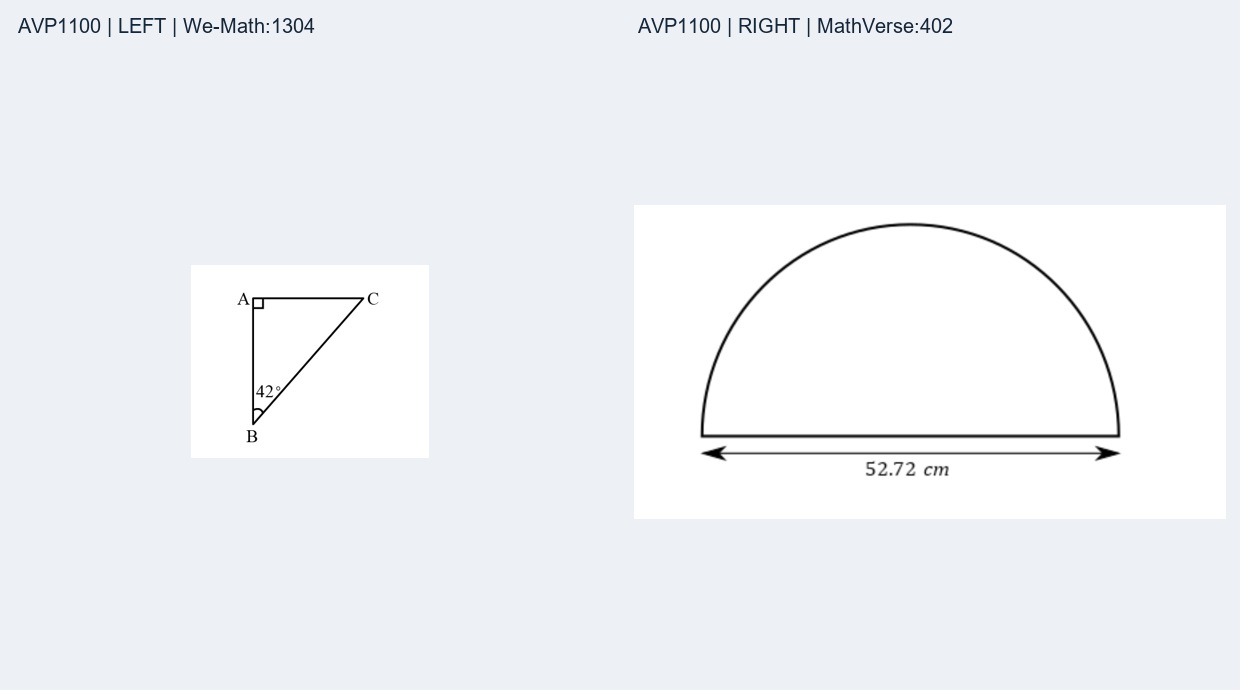 AVP1100 | LEFT | We-Math:1304
A
C
42°
B
AVP1100 | RIGHT | MathVerse:402
52.72 cm